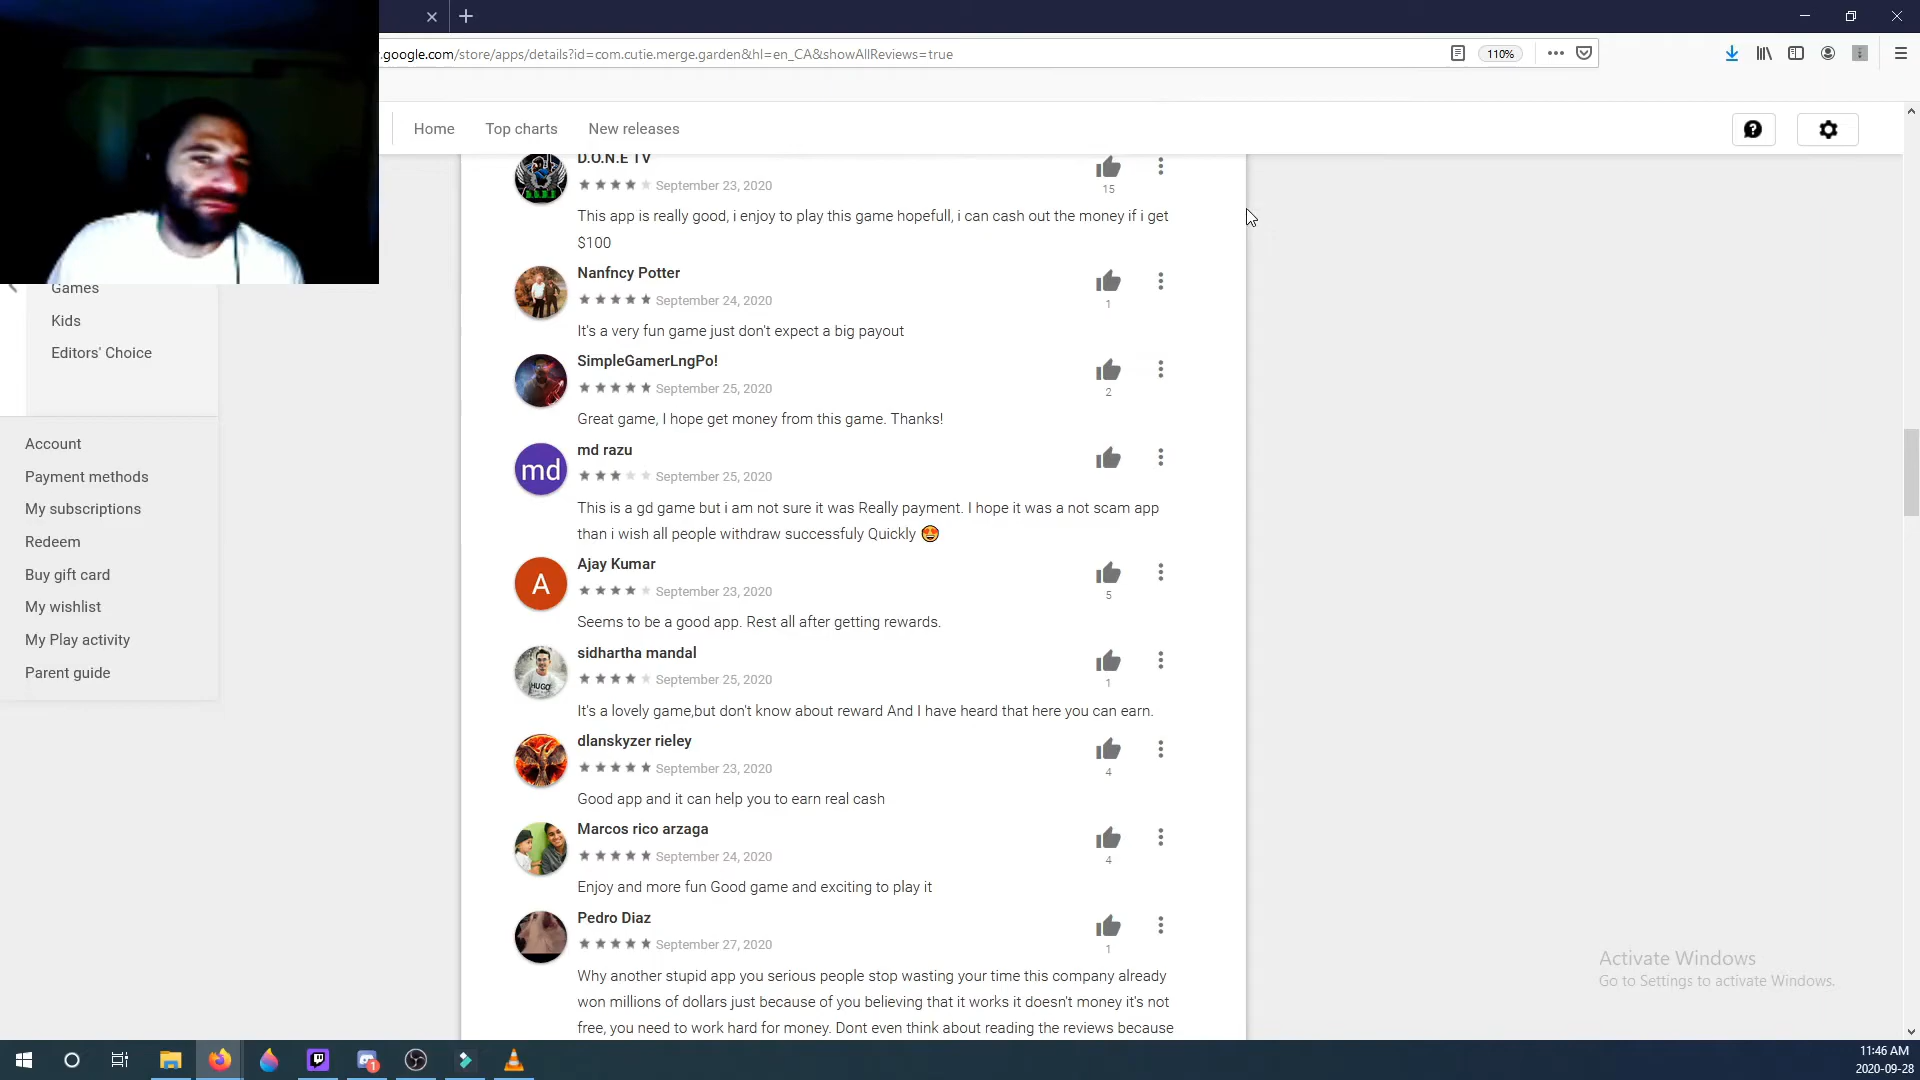 .google.com/store/apps/details?id=com.cutie.merge.garden&hl=en_CA&showAllReviews=true
110%
Home Top charts New releases
Games
Kids
Editors' Choice
Account
Payment methods
My subscriptions
Redeem
Buy gift card
My wishlist
My Play activity
Parent guide
D.O.N.E TV
September 23, 2020
15
This app is really good, i enjoy to play this game hopefull, i can cash out the money if i get
$100
Nanfncy Potter
September 24, 2020
1
It's a very fun game just don't expect a big payout
SimpleGamerLngPo!
September 25, 2020
2
Great game, I hope get money from this game. Thanks!
md
md razu
September 25, 2020
This is a gd game but i am not sure it was Really payment. I hope it was a not scam app
than i wish all people withdraw successfuly Quickly 🤩
A
Ajay Kumar
September 23, 2020
5
Seems to be a good app. Rest all after getting rewards.
sidhartha mandal
September 25, 2020
1
It's a lovely game,but don't know about reward And I have heard that here you can earn.
dlanskyzer rieley
September 23, 2020
4
Good app and it can help you to earn real cash
Marcos rico arzaga
September 24, 2020
4
Enjoy and more fun Good game and exciting to play it
Pedro Diaz
September 27, 2020
1
Why another stupid app you serious people stop wasting your time this company already
won millions of dollars just because of you believing that it works it doesn't money it's not
free, you need to work hard for money. Dont even think about reading the reviews because
Activate Windows
Go to Settings to activate Windows.
1
11:46 AM
2020-09-28